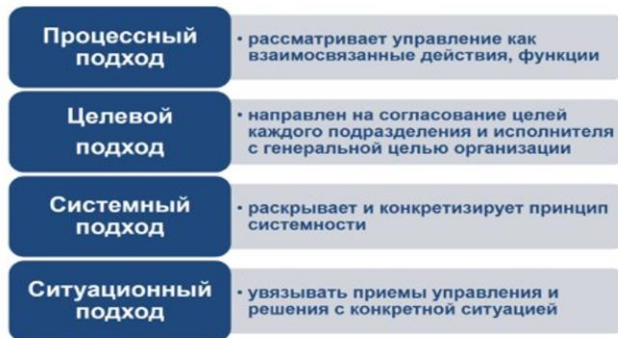 Процессный
подход
• рассматривает управление как
взаимосвязанные действия, функции
Целевой
подход
• направлен на согласование целей
каждого подразделения и исполнителя
с генеральной целью организации
Системный
подход
• раскрывает и конкретизирует принцип
системности
Ситуационный
подход
• увязывать приемы управления и
решения с конкретной ситуацией